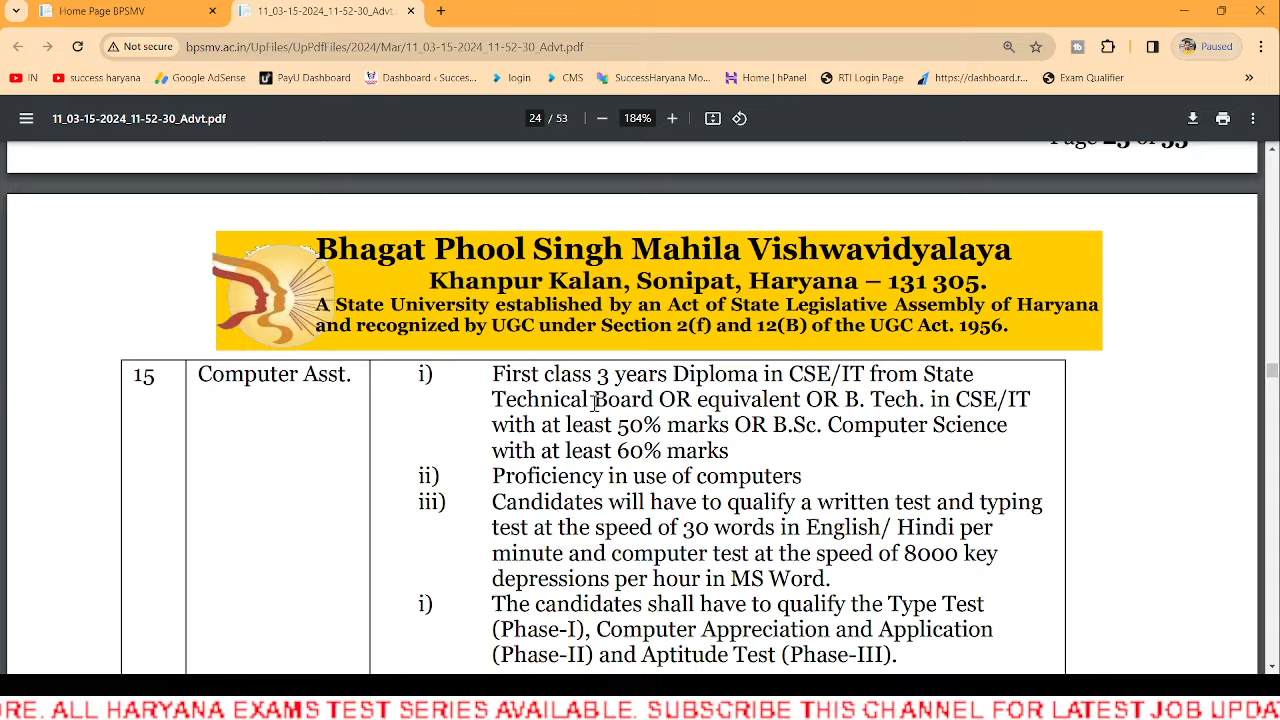 Home Page BPSMV
11_03-15-2024_11-52-30_Advt
Not secure
bpsmv.ac.in/UpFiles/UpPdfFiles/2024/Mar/11_03-15-2024_11-52-30_Advt.pdf
Paused
IN
success haryana
Google AdSense
PayU Dashboard
Dashboard ‹ Succes...
login
CMS
SuccessHaryana Mo...
Home | hPanel
RTI Login Page
https://dashboard.r...
Exam Qualifier
»
11_03-15-2024_11-52-30_Advt.pdf
24 / 53
184%
Bhagat Phool Singh Mahila Vishwavidyalaya
Khanpur Kalan, Sonipat, Haryana – 131 305.
A State University established by an Act of State Legislative Assembly of Haryana
and recognized by UGC under Section 2(f) and 12(B) of the UGC Act. 1956.
15 Computer Asst. i) First class 3 years Diploma in CSE/IT from State
Technical Board OR equivalent OR B. Tech. in CSE/IT
with at least 50% marks OR B.Sc. Computer Science
with at least 60% marks
ii) Proficiency in use of computers
iii) Candidates will have to qualify a written test and typing
test at the speed of 30 words in English/ Hindi per
minute and computer test at the speed of 8000 key
depressions per hour in MS Word.
i) The candidates shall have to qualify the Type Test
(Phase-I), Computer Appreciation and Application
(Phase-II) and Aptitude Test (Phase-III).
RE. ALL HARYANA EXAMS TEST SERIES AVAILABLE. SUBSCRIBE THIS CHANNEL FOR LATEST JOB UPDA